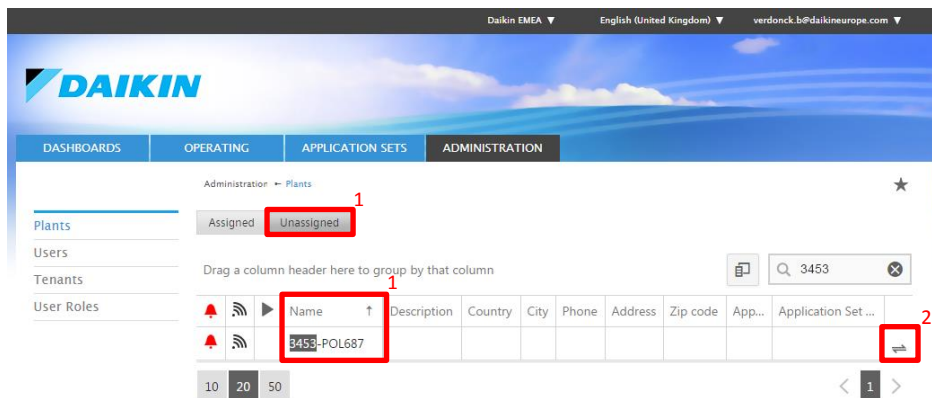 Daikin EMEA ▼ English (United Kingdom) ▼ verdonck.b@daikineurope.com ▼
DAIKIN
DASHBOARDS OPERATING APPLICATION SETS ADMINISTRATION
Administration ← Plants
1
Plants
Assigned Unassigned
Users
Drag a column header here to group by that column
3453
Tenants
1
User Roles
Name ↑ Description Country City Phone Address Zip code App... Application Set ...
2
3453-POL687
10 20 50 < 1 >